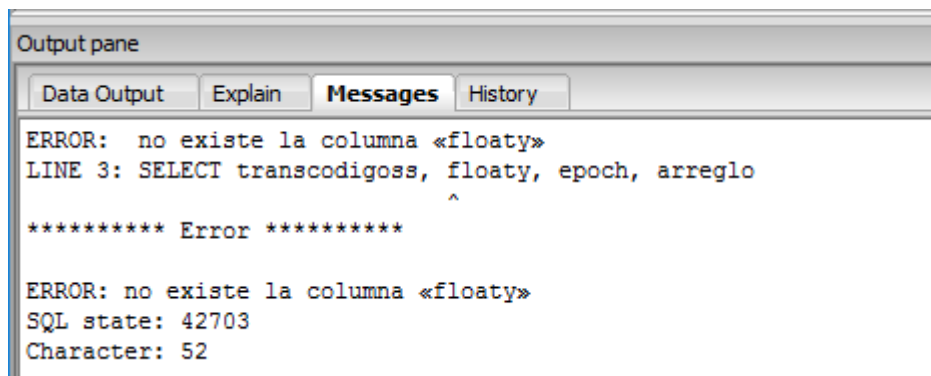 Output pane
Data Output Explain Messages History
ERROR:  no existe la columna «floaty»
LINE 3: SELECT transcodigoss, floaty, epoch, arreglo
^
********** Error **********
ERROR: no existe la columna «floaty»
SQL state: 42703
Character: 52